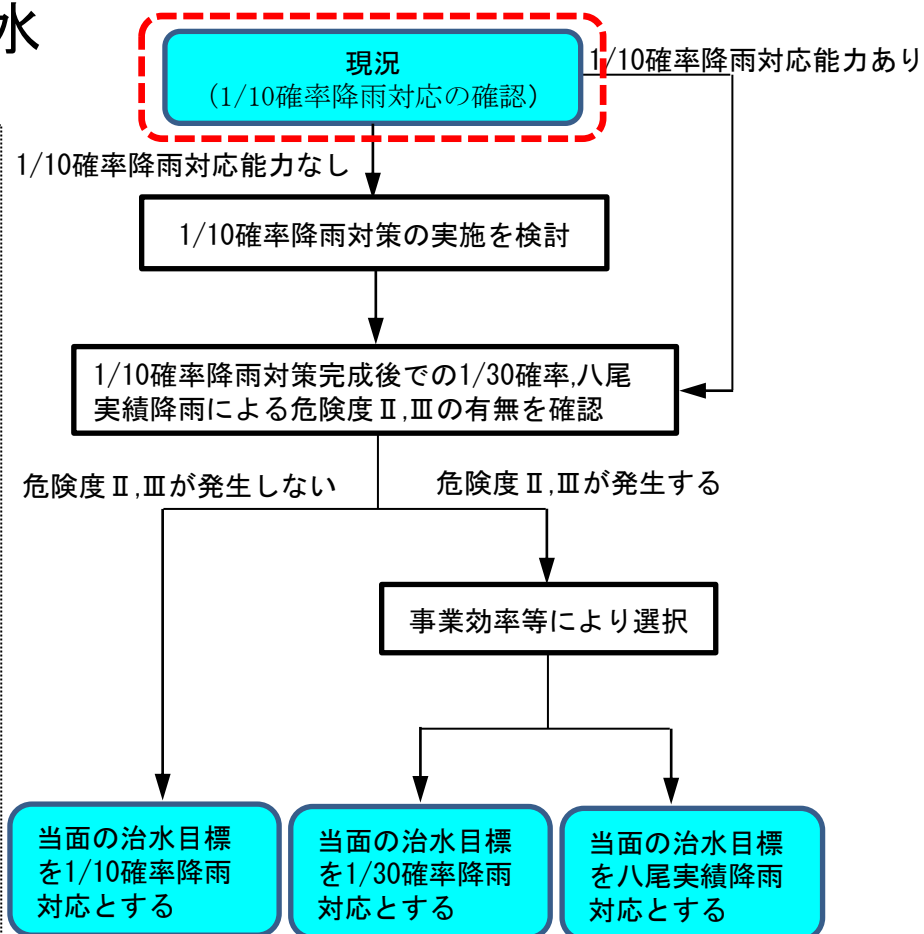 水
現況
（1/10確率降雨対応の確認）
1/10確率降雨対応能力あり
1/10確率降雨対応能力なし
1/10確率降雨対策の実施を検討
1/10確率降雨対策完成後での1/30確率,八尾
実績降雨による危険度Ⅱ,Ⅲの有無を確認
危険度Ⅱ,Ⅲが発生しない
危険度Ⅱ,Ⅲが発生する
事業効率等により選択
当面の治水目標
を1/10確率降雨
対応とする
当面の治水目標
を1/30確率降雨
対応とする
当面の治水目標
を八尾実績降雨
対応とする